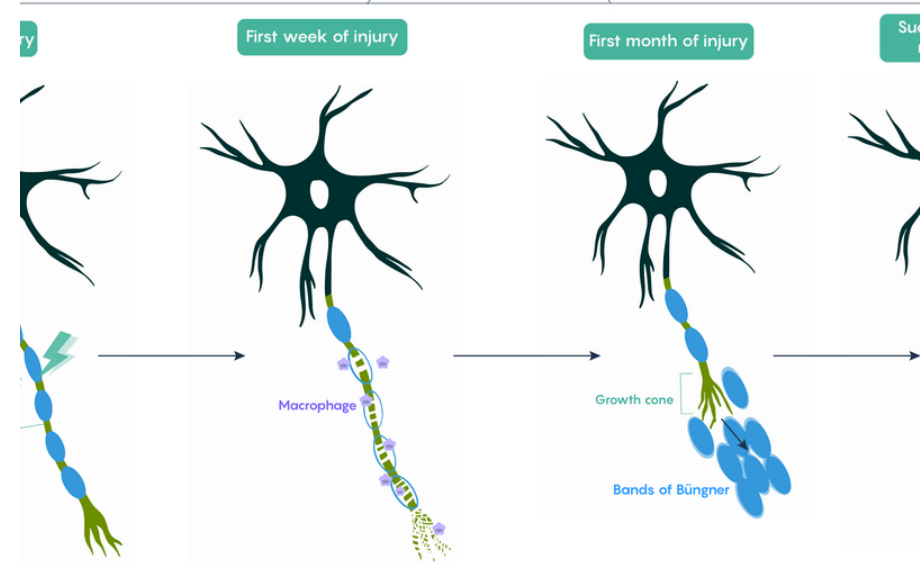 First week of injury
First month of injury
Macrophage
Growth cone
Bands of Büngner